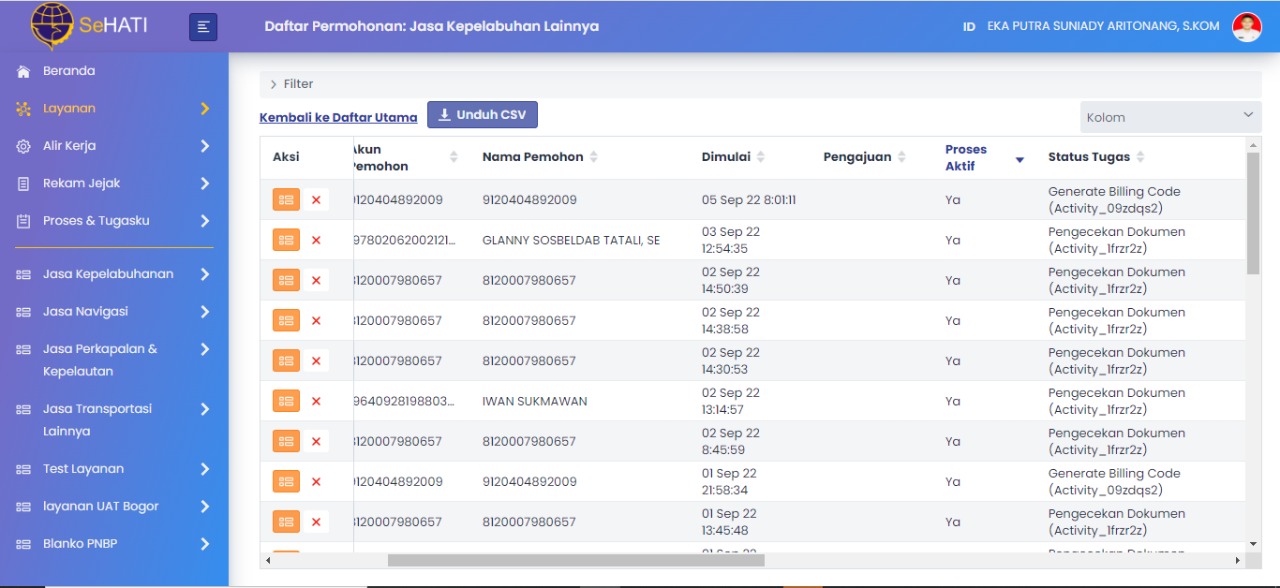 SeHATI
Daftar Permohonan: Jasa Kepelabuhan Lainnya
ID EKA PUTRA SUNIADY ARITONANG, S.KOM
Beranda
Layanan
Alir Kerja
Rekam Jejak
Proses & Tugasku
Jasa Kepelabuhanan
Jasa Navigasi
Jasa Perkapalan &
Kepelautan
Jasa Transportasi
Lainnya
Test Layanan
layanan UAT Bogor
Blanko PNBP
Filter
Kembali ke Daftar Utama
Unduh CSV
Kolom
Aksi
Akun
Pemohon
Nama Pemohon
Dimulai
Pengajuan
Proses
Aktif
Status Tugas
9120404892009 9120404892009 05 Sep 22 8:01:11 Ya Generate Billing Code
(Activity_09zdqs2)
97802062002121... GLANNY SOSBELDAB TATALI, SE 03 Sep 22
12:54:35 Ya Pengecekan Dokumen
(Activity_1frzr2z)
8120007980657 8120007980657 02 Sep 22
14:50:39 Ya Pengecekan Dokumen
(Activity_1frzr2z)
8120007980657 8120007980657 02 Sep 22
14:38:58 Ya Pengecekan Dokumen
(Activity_1frzr2z)
8120007980657 8120007980657 02 Sep 22
14:30:53 Ya Pengecekan Dokumen
(Activity_1frzr2z)
9640928198803... IWAN SUKMAWAN 02 Sep 22
13:14:57 Ya Pengecekan Dokumen
(Activity_1frzr2z)
8120007980657 8120007980657 02 Sep 22
8:45:59 Ya Pengecekan Dokumen
(Activity_1frzr2z)
9120404892009 9120404892009 01 Sep 22
21:58:34 Ya Generate Billing Code
(Activity_09zdqs2)
8120007980657 8120007980657 01 Sep 22
13:45:48 Ya Pengecekan Dokumen
(Activity_1frzr2z)